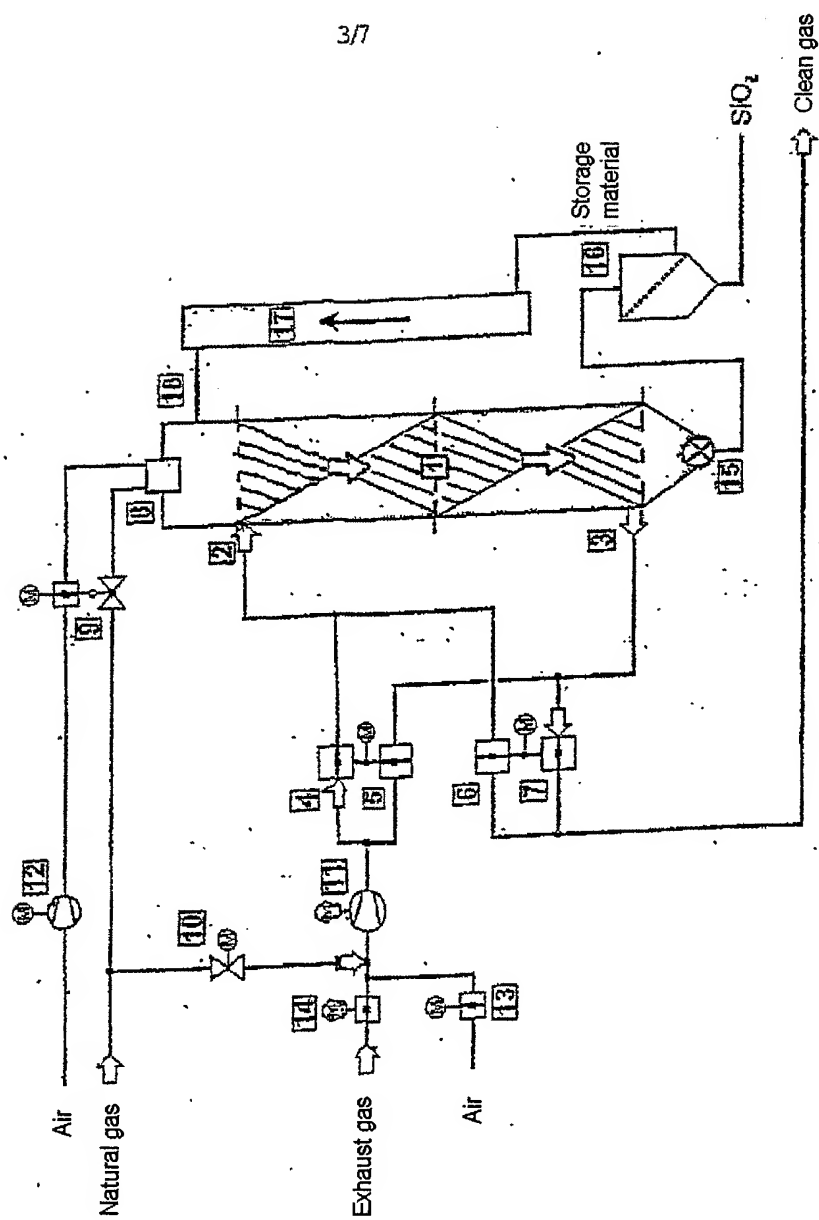 3/7
Air
Natural gas
Exhaust gas
Air
M
12
M
10
M
14
M
11
M
13
M
9
M
8
2
4
5
M
6
7
M
3
1
15
18
17
16
Storage
material
SiO₂
Clean gas